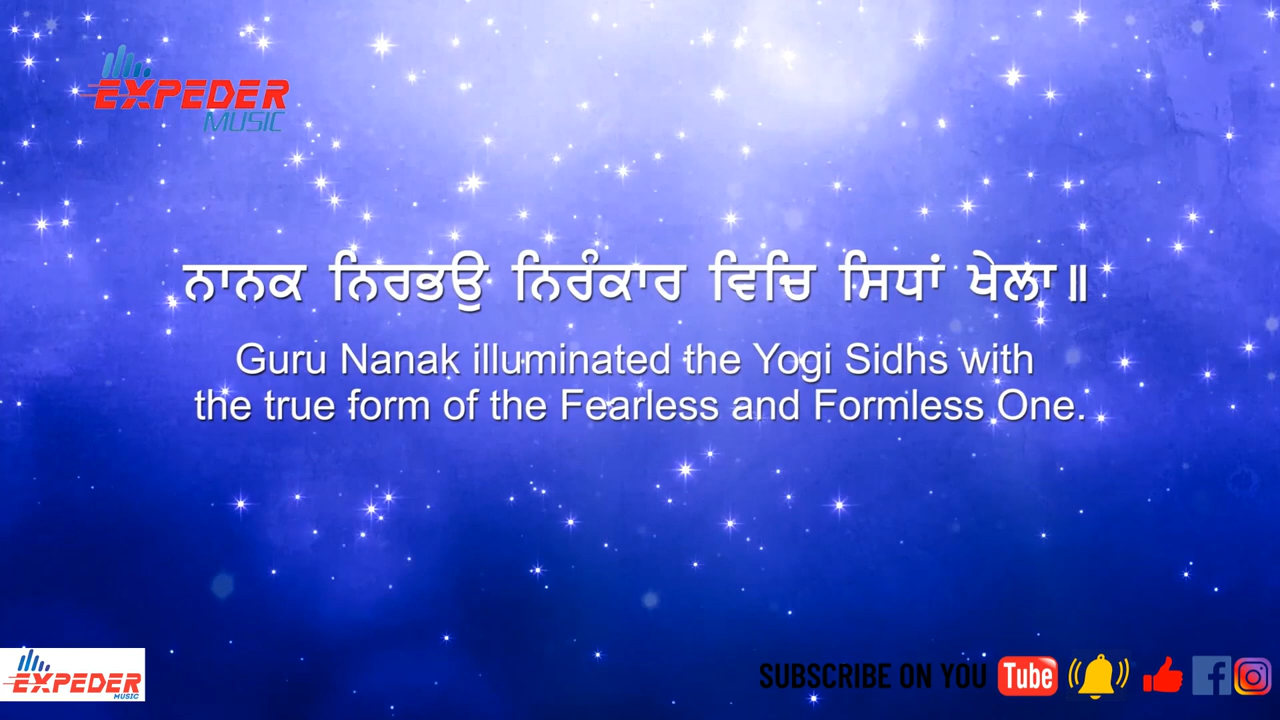 EXPEDER
MUSIC
ਨਾਨਕ ਨਿਰਭਉ ਨਿਰੰਕਾਰ ਵਿਚਿ ਸਿਧਾਂ ਖੇਲਾ॥
Guru Nanak illuminated the Yogi Sidhs with
the true form of the Fearless and Formless One.
EXPEDER
MUSIC
SUBSCRIBE ON YOU Tube